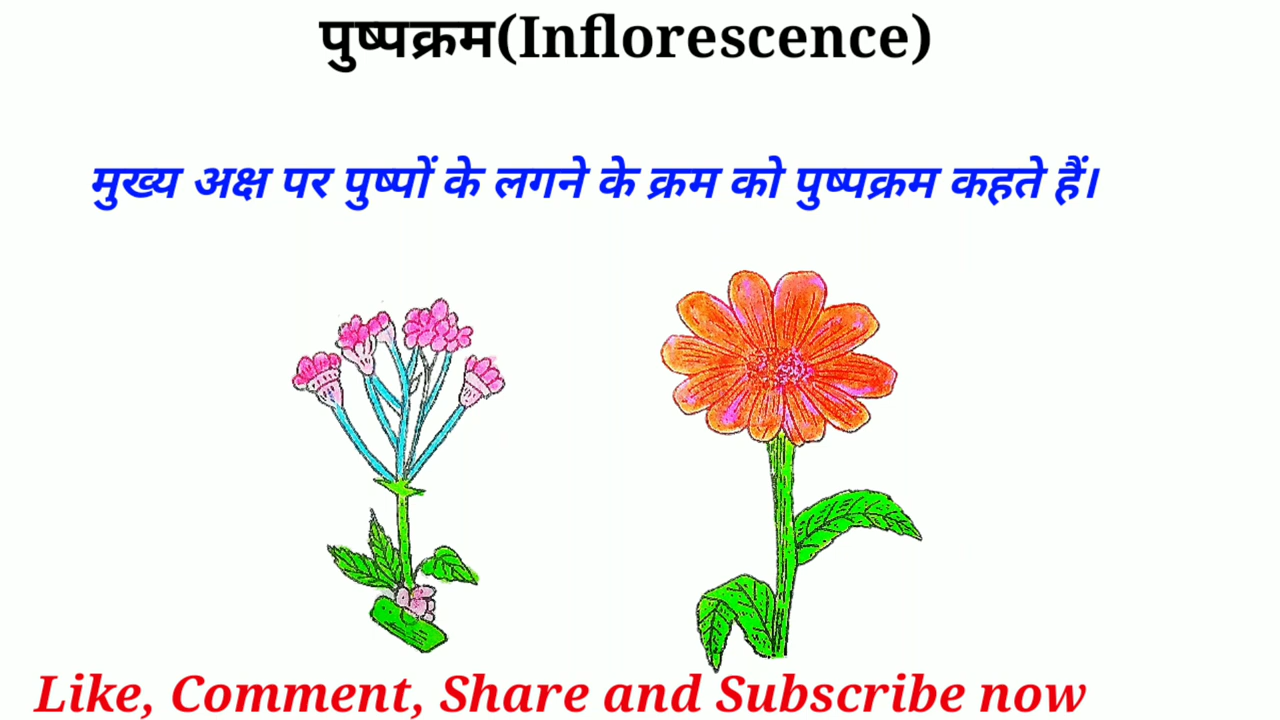 पुष्पक्रम(Inflorescence)
मुख्य अक्ष पर पुष्पों के लगने के क्रम को पुष्पक्रम कहते हैं।
Like, Comment, Share and Subscribe now